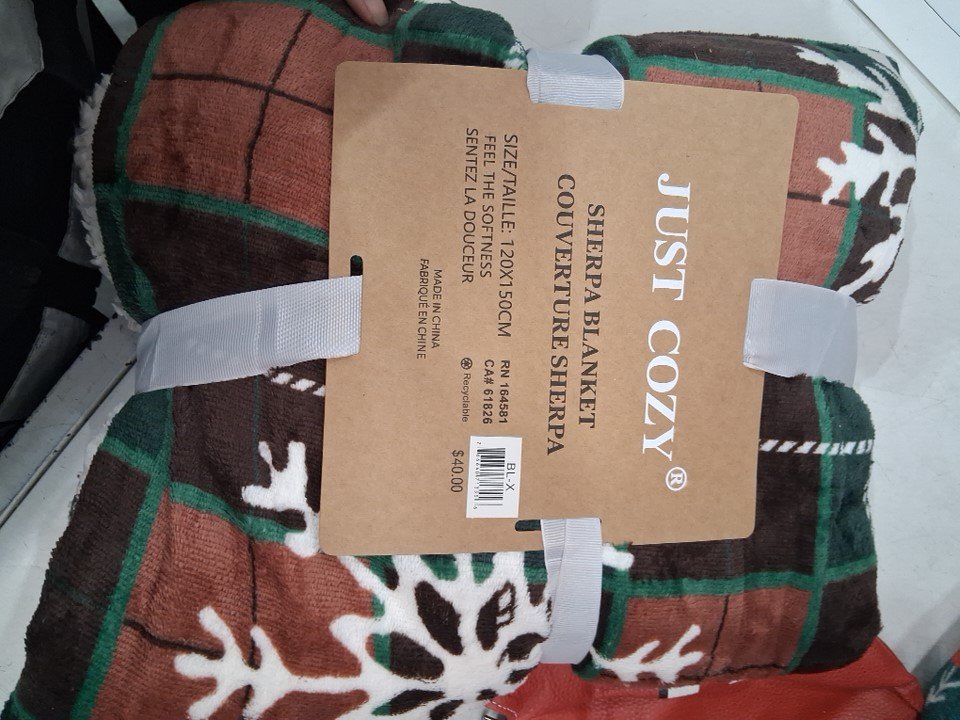 JUST COZY ®
SHERPA BLANKET
COUVERTURE SHERPA
SIZE/TAILLE: 120X150CM
FEEL THE SOFTNESS
SENTEZ LA DOUCEUR
RN 164581
CA# 61826
Recyclable
MADE IN CHINA
FABRIQUÉ EN CHINE
BL-X
$40.00